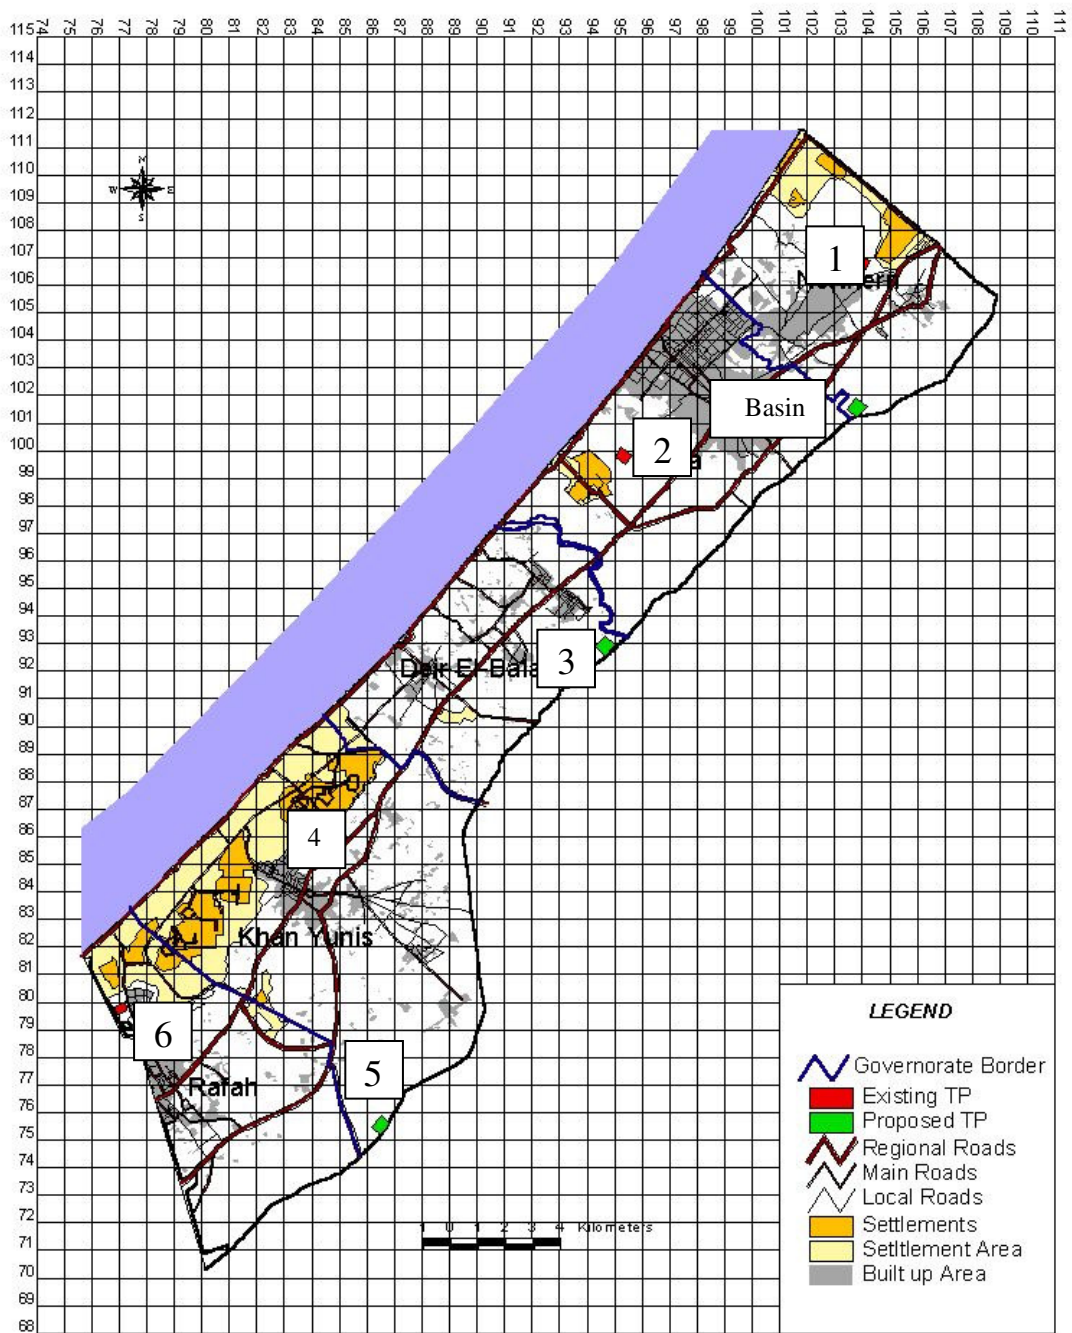 74 75 76 77 78 79 80 81 82 83 84 85 86 87 88 89 90 91 92 93 94 95 96 97 98 99 100 101 102 103 104 105 106 107 108 109 110 111
115
114
113
112
111
110
109
108
107
106
105
104
103
102
101
100
99
98
97
96
95
94
93
92
91
90
89
88
87
86
85
84
83
82
81
80
79
78
77
76
75
74
73
72
71
70
69
68
N
W E
S
1
Basin
2
3
Deir El-Bala
4
Khan Yunis
6
5
Rafah
1 0 1 2 3 4 Kilometers
LEGEND
Governorate Border
Existing TP
Proposed TP
Regional Roads
Main Roads
Local Roads
Settlements
Setltlement Area
Built up Area